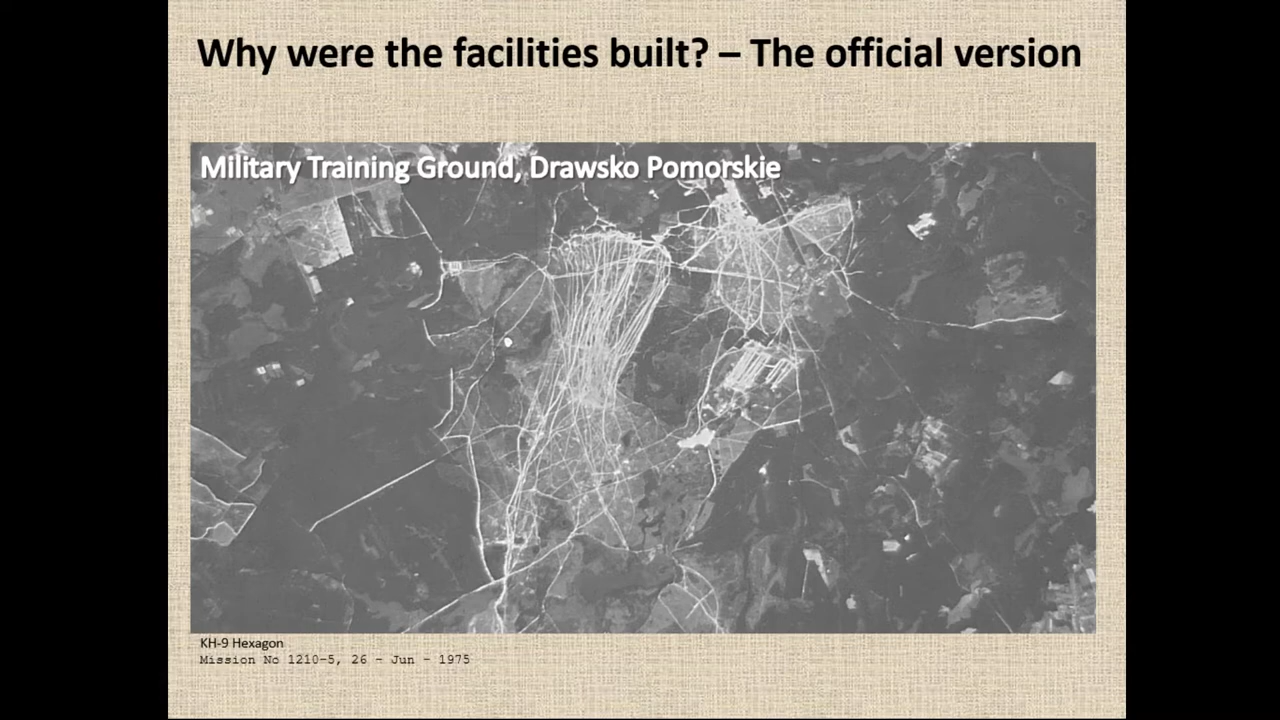 Why were the facilities built? – The official version
Military Training Ground, Drawsko Pomorskie
KH-9 Hexagon
Mission No 1210-5, 26 - Jun - 1975